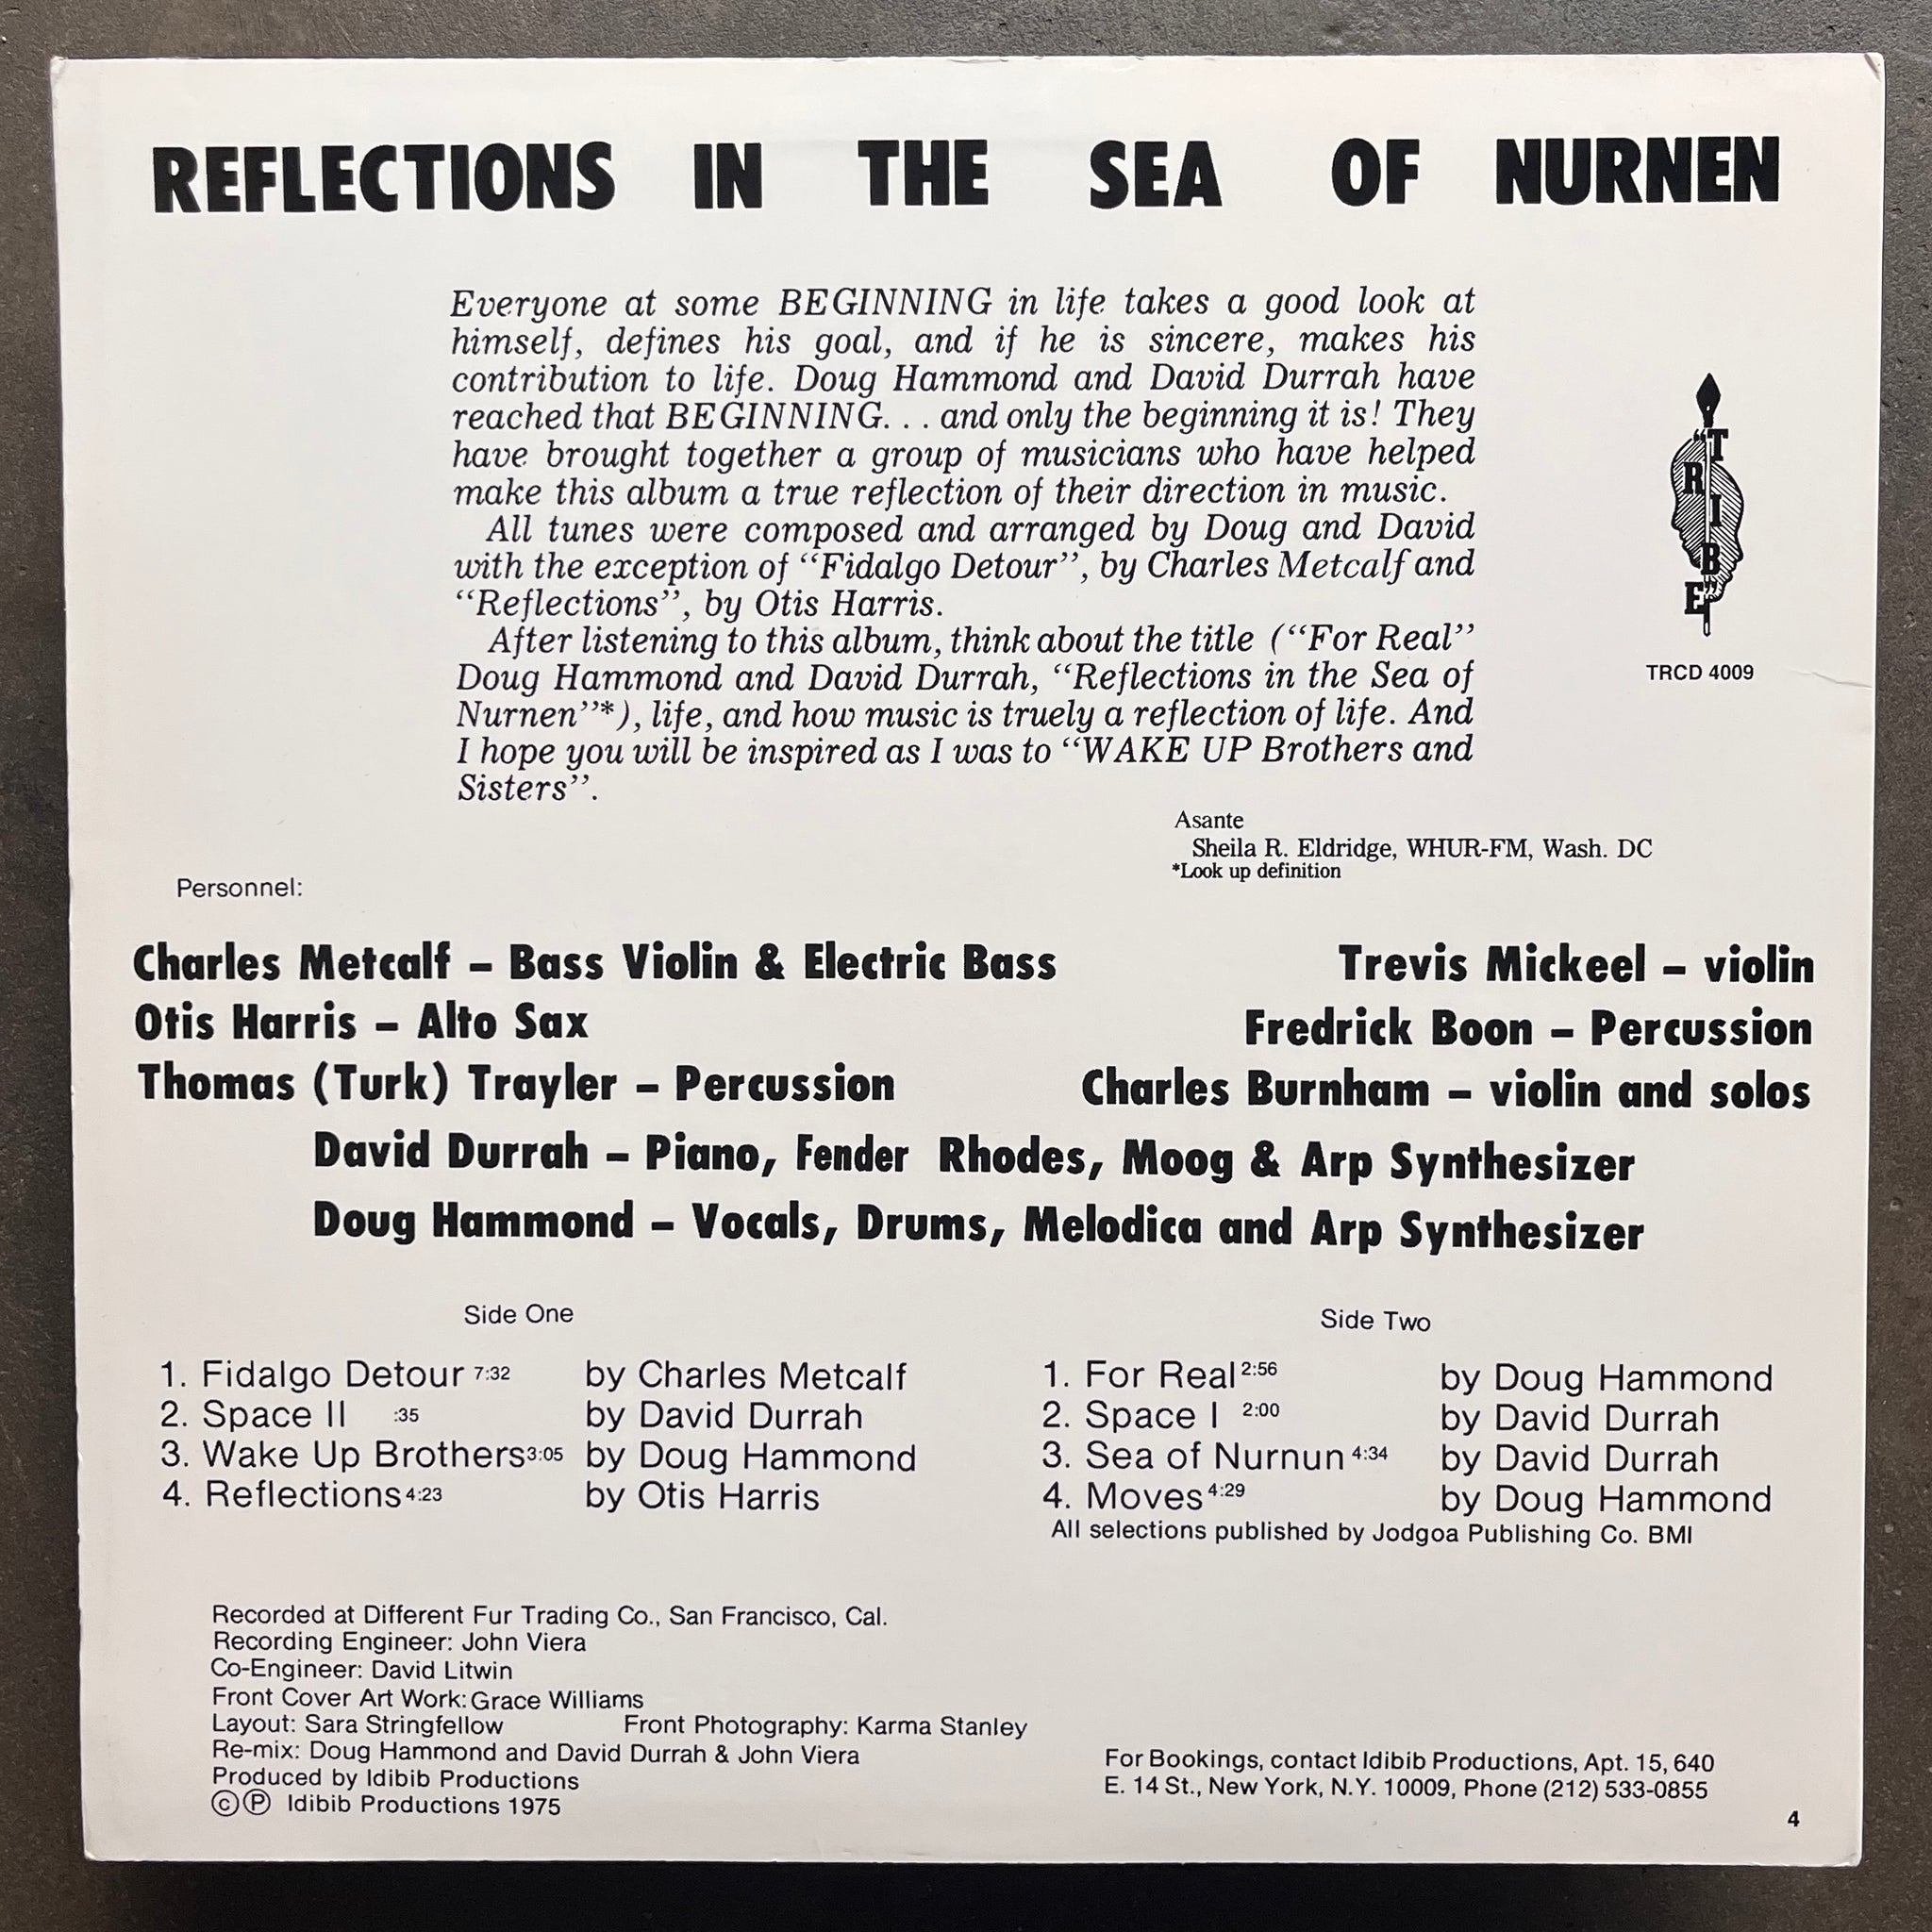 REFLECTIONS IN THE SEA OF NURNEN
Everyone at some BEGINNING in life takes a good look at
himself, defines his goal, and if he is sincere, makes his
contribution to life. Doug Hammond and David Durrah have
reached that BEGINNING. . . and only the beginning it is! They
have brought together a group of musicians who have helped
make this album a true reflection of their direction in music.
All tunes were composed and arranged by Doug and David
with the exception of “Fidalgo Detour”, by Charles Metcalf and
“Reflections”, by Otis Harris.
After listening to this album, think about the title (“For Real”
Doug Hammond and David Durrah, “Reflections in the Sea of
Nurnen”*), life, and how music is truely a reflection of life. And
I hope you will be inspired as I was to “WAKE UP Brothers and
Sisters”.
"TRIBE"
TRCD 4009
Asante
Sheila R. Eldridge, WHUR-FM, Wash. DC
*Look up definition
Personnel:
Charles Metcalf – Bass Violin & Electric Bass
Otis Harris – Alto Sax
Thomas (Turk) Trayler – Percussion
Trevis Mickeel – violin
Fredrick Boon – Percussion
Charles Burnham – violin and solos
David Durrah – Piano, Fender Rhodes, Moog & Arp Synthesizer
Doug Hammond – Vocals, Drums, Melodica and Arp Synthesizer
Side One
1. Fidalgo Detour 7:32 by Charles Metcalf
2. Space II :35 by David Durrah
3. Wake Up Brothers 3:05 by Doug Hammond
4. Reflections 4:23 by Otis Harris
Side Two
1. For Real 2:56 by Doug Hammond
2. Space I 2:00 by David Durrah
3. Sea of Nurnun 4:34 by David Durrah
4. Moves 4:29 by Doug Hammond
All selections published by Jodgoa Publishing Co. BMI
Recorded at Different Fur Trading Co., San Francisco, Cal.
Recording Engineer: John Viera
Co-Engineer: David Litwin
Front Cover Art Work: Grace Williams
Layout: Sara Stringfellow Front Photography: Karma Stanley
Re-mix: Doug Hammond and David Durrah & John Viera
Produced by Idibib Productions
©Ⓟ Idibib Productions 1975
For Bookings, contact Idibib Productions, Apt. 15, 640
E. 14 St., New York, N.Y. 10009, Phone (212) 533-0855
4